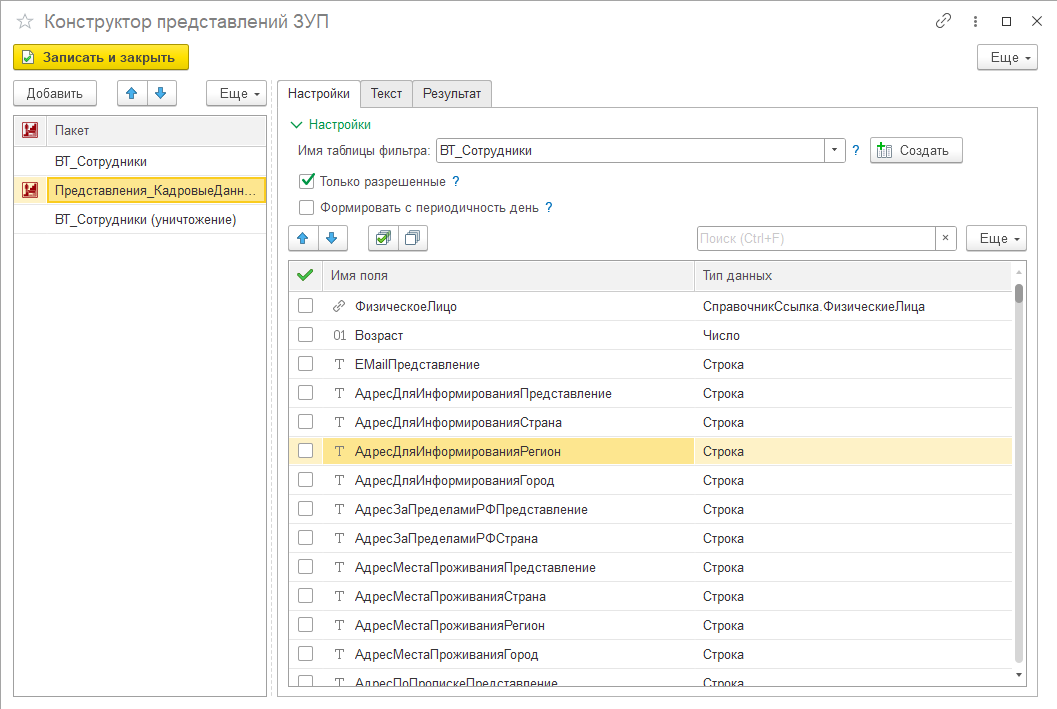 Конструктор представлений ЗУП
Записать и закрыть
Еще
Добавить
Еще
Пакет
ВТ_Сотрудники
Представления_КадровыеДанн...
ВТ_Сотрудники (уничтожение)
Настройки Текст Результат
Настройки
Имя таблицы фильтра: ВТ_Сотрудники ? Создать
Только разрешенные ?
Формировать с периодичность день ?
Поиск (Ctrl+F) × Еще
Имя поля Тип данных
ФизическоеЛицо СправочникСсылка.ФизическиеЛица
01 Возраст Число
T EMailПредставление Строка
T АдресДляИнформированияПредставление Строка
T АдресДляИнформированияСтрана Строка
T АдресДляИнформированияРегион Строка
T АдресДляИнформированияГород Строка
T АдресЗаПределамиРФПредставление Строка
T АдресЗаПределамиРФСтрана Строка
T АдресМестаПроживанияПредставление Строка
T АдресМестаПроживанияСтрана Строка
T АдресМестаПроживанияРегион Строка
T АдресМестаПроживанияГород Строка
T АдресПоПропискеПредставление Строка